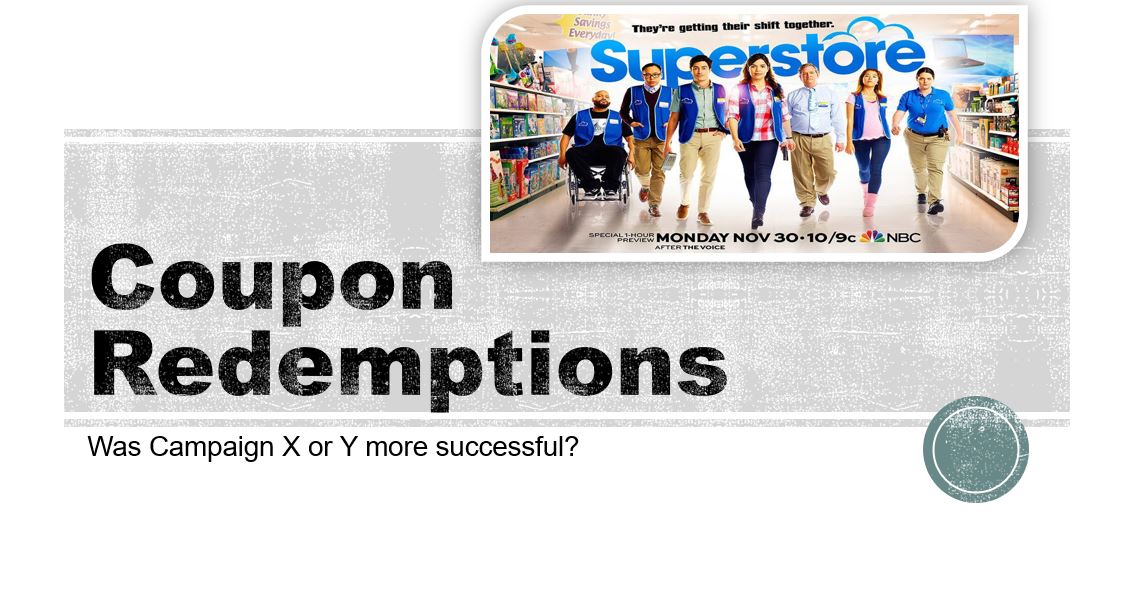 Savings
Everyday!
They're getting their shift together.
Superstore
SPECIAL 1-HOUR
PREVIEW MONDAY NOV 30•10/9c NBC
AFTER THE VOICE
Coupon
Redemptions
Was Campaign X or Y more successful?